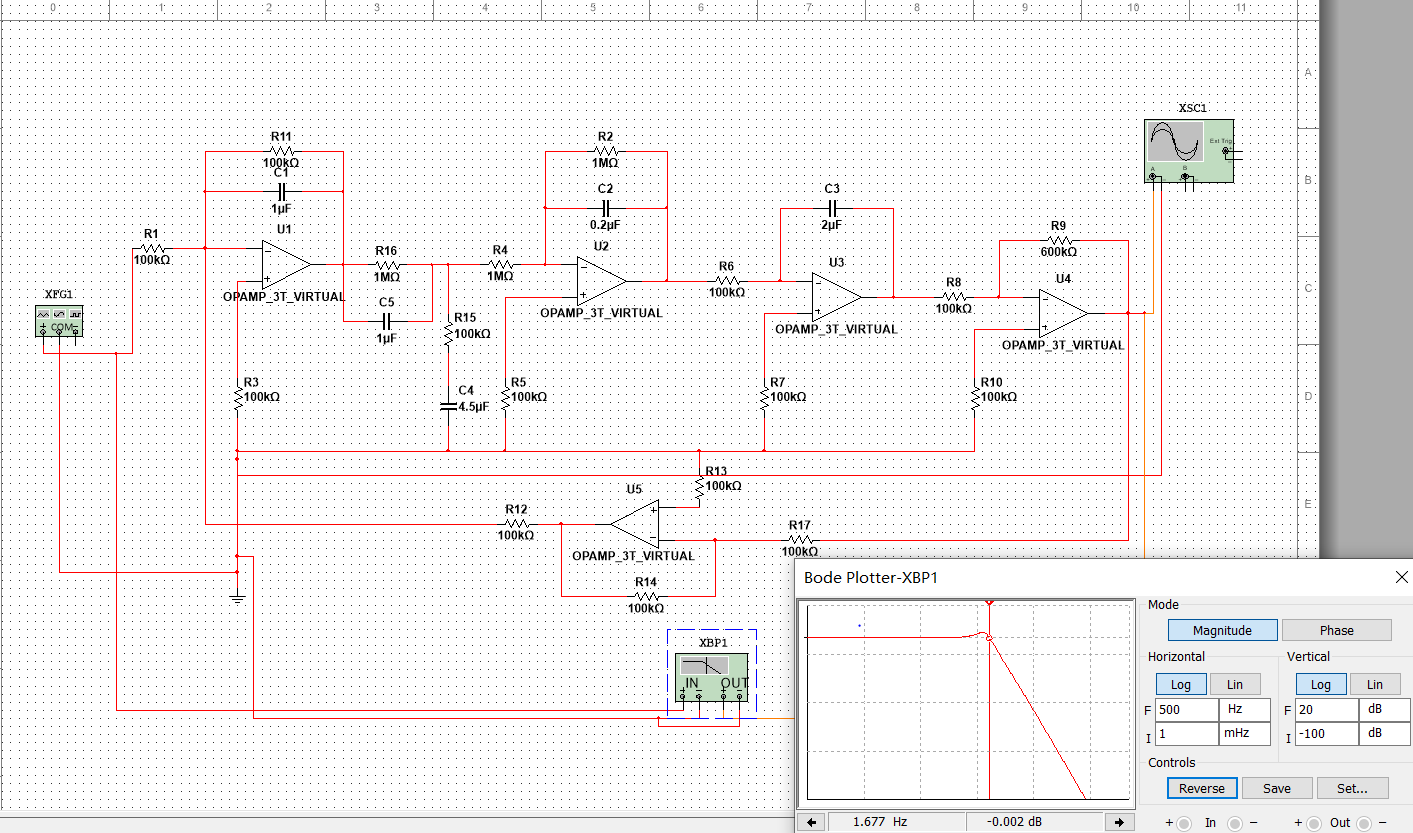 0 1 2 3 4 5 6 7 8 9 10 11
A
XSC1
Ext Trig
A B
R11
100kΩ
C1
1µF
R2
1MΩ
C2
0.2µF
C3
2µF
B
R1
100kΩ
U1
OPAMP_3T_VIRTUAL
R16
1MΩ
C5
1µF
R4
1MΩ
U2
OPAMP_3T_VIRTUAL
R6
100kΩ
U3
OPAMP_3T_VIRTUAL
R8
100kΩ
R9
600kΩ
U4
OPAMP_3T_VIRTUAL
C
XFG1
COM
R15
100kΩ
R3
100kΩ
C4
4.5µF
R5
100kΩ
R7
100kΩ
R10
100kΩ
D
R13
100kΩ
U5
OPAMP_3T_VIRTUAL
R12
100kΩ
R17
100kΩ
E
R14
100kΩ
XBP1
IN OUT
Bode Plotter-XBP1
Mode
Magnitude Phase
Horizontal Vertical
Log Lin Log Lin
F 500 Hz F 20 dB
I 1 mHz I -100 dB
Controls
Reverse Save Set...
1.677 Hz -0.002 dB
+ In − + Out −